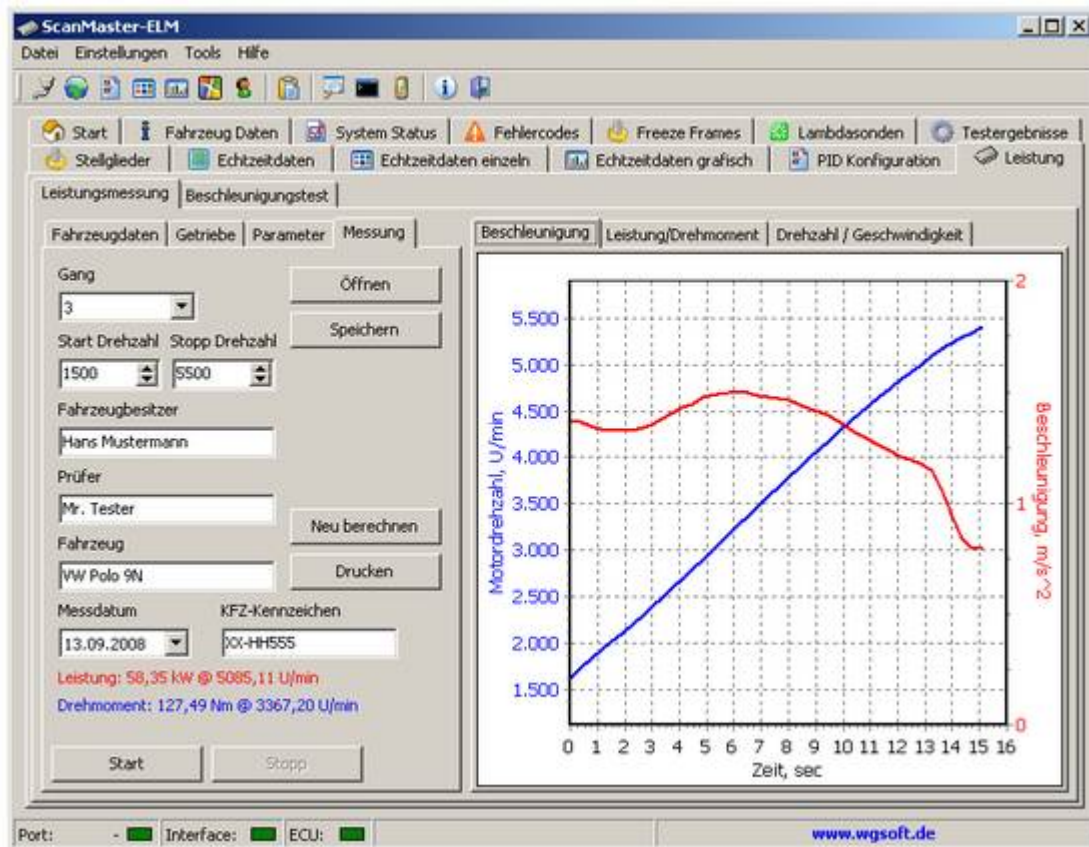 ScanMaster-ELM
Datei Einstellungen Tools Hilfe
Start Fahrzeug Daten System Status Fehlercodes Freeze Frames Lambdasonden Testergebnisse
Stellglieder Echtzeitdaten Echtzeitdaten einzeln Echtzeitdaten grafisch PID Konfiguration Leistung
Leistungsmessung Beschleunigungstest
Fahrzeugdaten Getriebe Parameter Messung
Gang
3
Öffnen
Speichern
Start Drehzahl Stopp Drehzahl
1500 5500
Fahrzeugbesitzer
Hans Mustermann
Prüfer
Mr. Tester
Neu berechnen
Fahrzeug
VW Polo 9N
Drucken
Messdatum KFZ-Kennzeichen
13.09.2008 XX-HH555
Leistung: 58,35 kW @ 5085,11 U/min
Drehmoment: 127,49 Nm @ 3367,20 U/min
Start Stopp
Beschleunigung Leistung/Drehmoment Drehzahl / Geschwindigkeit
Motordrehzahl, U/min
5.500
5.000
4.500
4.000
3.500
3.000
2.500
2.000
1.500
2
1
0
Beschleunigung, m/s^2
0 1 2 3 4 5 6 7 8 9 10 11 12 13 14 15 16
Zeit, sec
Port: - Interface: ECU: www.wgsoft.de